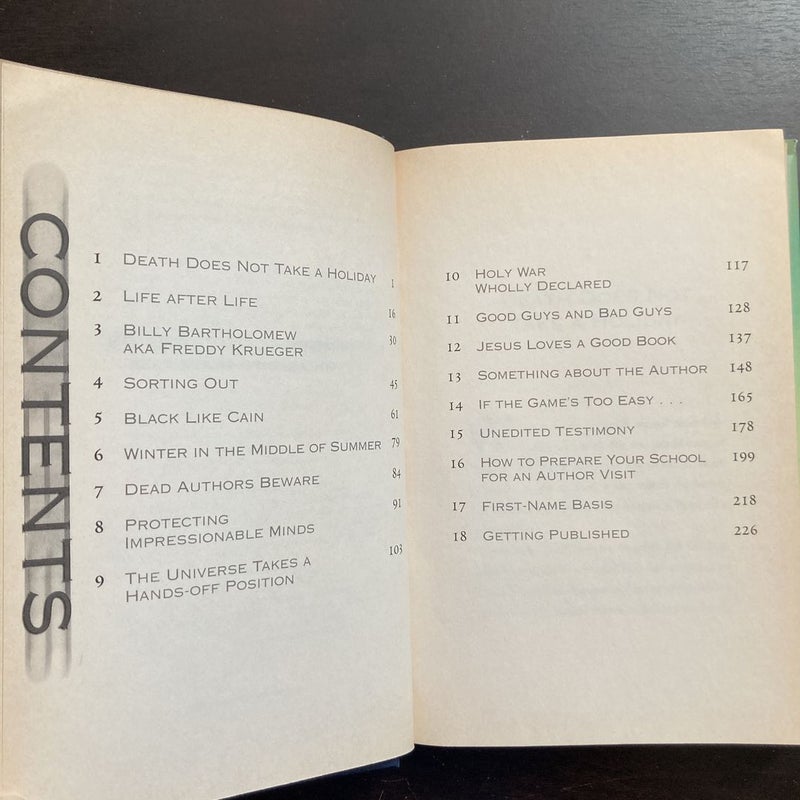 CONTENTS
1 DEATH DOES NOT TAKE A HOLIDAY 1
2 LIFE AFTER LIFE 16
3 BILLY BARTHOLOMEW 30
AKA FREDDY KRUEGER
4 SORTING OUT 45
5 BLACK LIKE CAIN 61
6 WINTER IN THE MIDDLE OF SUMMER 79
7 DEAD AUTHORS BEWARE 84
8 PROTECTING 91
IMPRESSIONABLE MINDS
9 THE UNIVERSE TAKES A 103
HANDS-OFF POSITION
10 HOLY WAR 117
WHOLLY DECLARED
11 GOOD GUYS AND BAD GUYS 128
12 JESUS LOVES A GOOD BOOK 137
13 SOMETHING ABOUT THE AUTHOR 148
14 IF THE GAME'S TOO EASY . . . 165
15 UNEDITED TESTIMONY 178
16 HOW TO PREPARE YOUR SCHOOL 199
FOR AN AUTHOR VISIT
17 FIRST-NAME BASIS 218
18 GETTING PUBLISHED 226